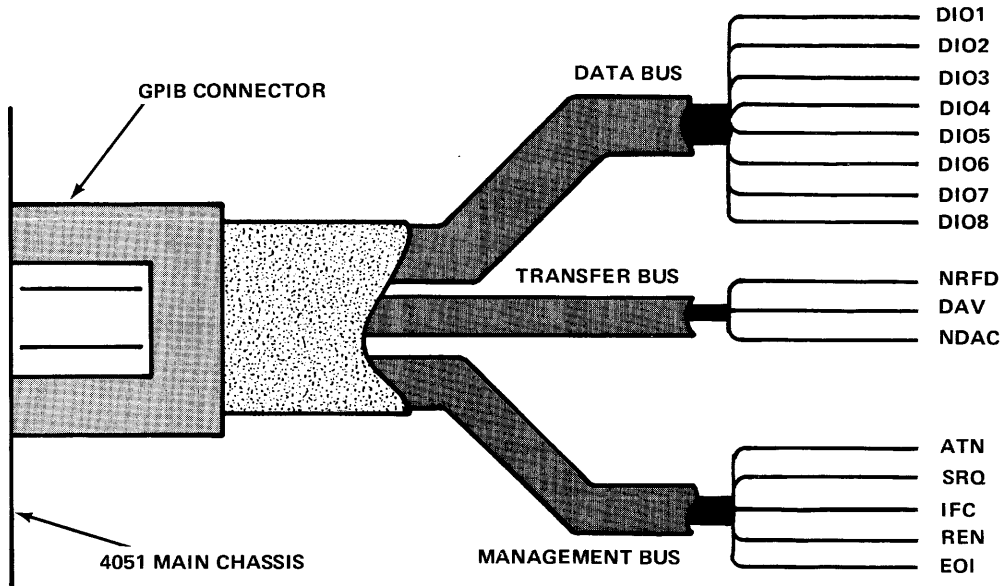 GPIB CONNECTOR
DATA BUS
DIO1
DIO2
DIO3
DIO4
DIO5
DIO6
DIO7
DIO8
TRANSFER BUS
NRFD
DAV
NDAC
MANAGEMENT BUS
ATN
SRQ
IFC
REN
EOI
4051 MAIN CHASSIS